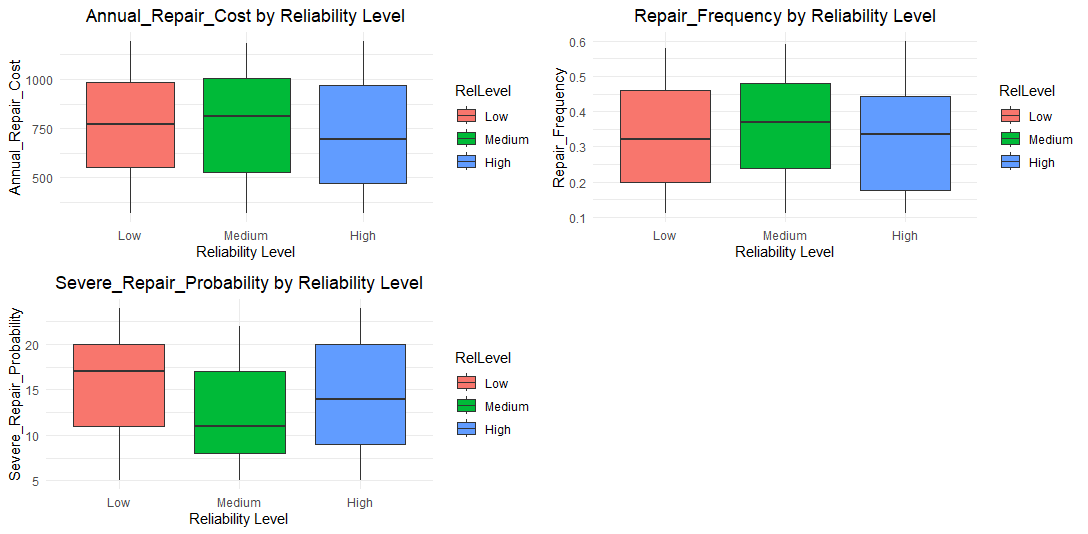 Annual_Repair_Cost by Reliability Level
Annual_Repair_Cost
1000
750
500
Low
Medium
High
Reliability Level
RelLevel
Low
Medium
High
Repair_Frequency by Reliability Level
Repair_Frequency
0.6
0.5
0.4
0.3
0.2
0.1
Low
Medium
High
Reliability Level
RelLevel
Low
Medium
High
Severe_Repair_Probability by Reliability Level
Severe_Repair_Probability
20
15
10
5
Low
Medium
High
Reliability Level
RelLevel
Low
Medium
High